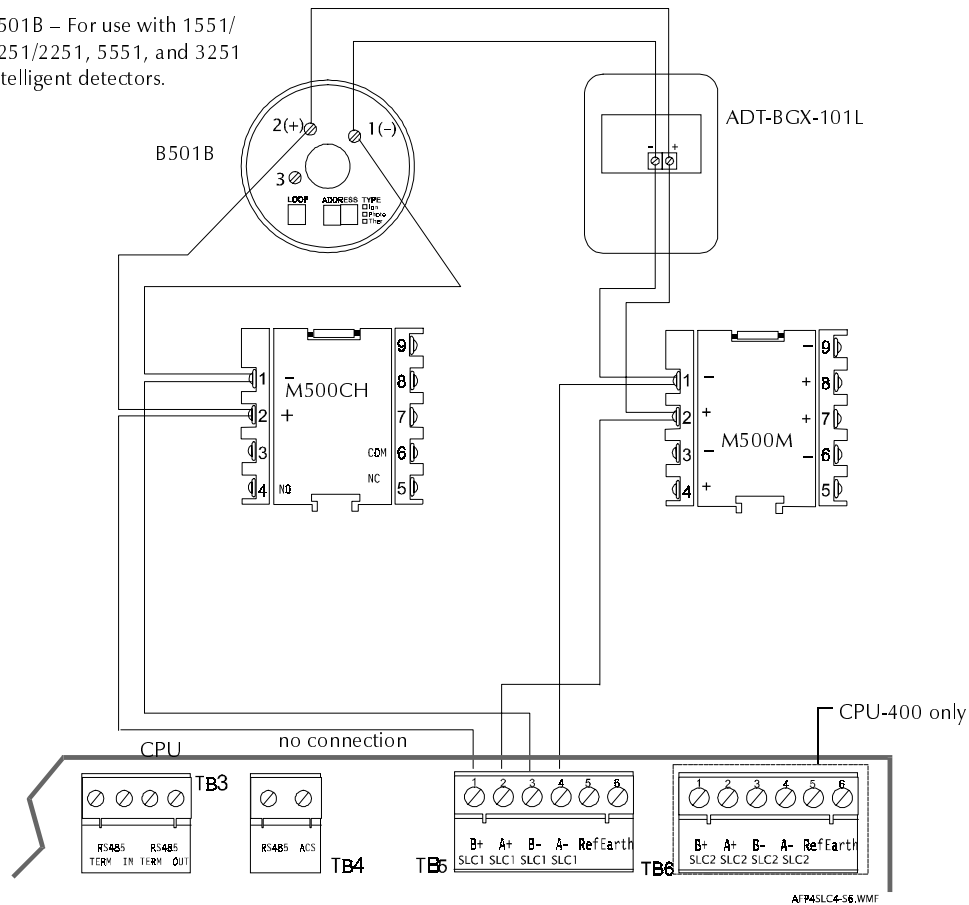 501B – For use with 1551/
251/2251, 5551, and 3251
telligent detectors.
B501B
2(+)
1(–)
3
LOOP
ADDRESS
TYPE
Ion
Photo
Ther
ADT-BGX-101L
-
+
M500CH
1
–
2
+
3
4
NO
9
8
7
COM
6
NC
5
M500M
1
–
2
+
3
–
4
+
–
9
+
8
+
7
–
6
5
CPU-400 only
no connection
CPU
TB3
RS485
RS485
TERM IN TERM OUT
RS485 ACS
TB4
TB5
1 2 3 4 5 6
B+ A+ B- A- Ref Earth
SLC1 SLC1 SLC1 SLC1
TB6
1 2 3 4 5 6
B+ A+ B- A- Ref Earth
SLC2 SLC2 SLC2 SLC2
AFP4SLC4-S6.WMF